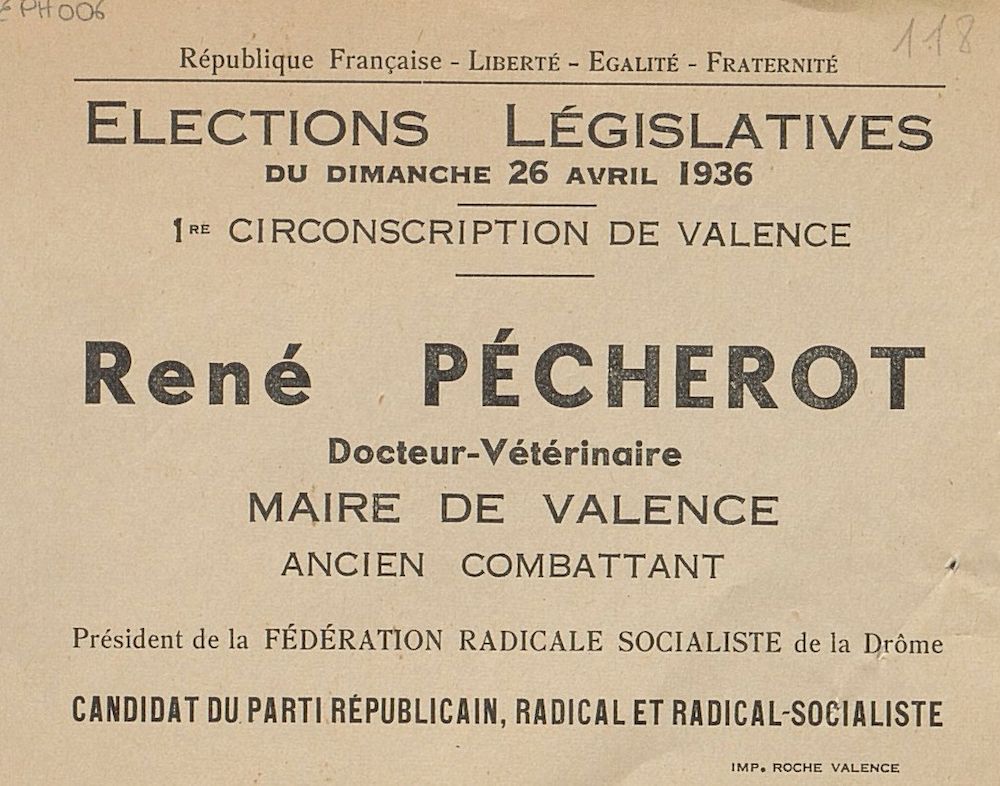 EPH006
118
République Française - LIBERTÉ - EGALITÉ - FRATERNITÉ
ELECTIONS LÉGISLATIVES
DU DIMANCHE 26 AVRIL 1936
1RE CIRCONSCRIPTION DE VALENCE
René PÉCHEROT
Docteur-Vétérinaire
MAIRE DE VALENCE
ANCIEN COMBATTANT
Président de la FÉDÉRATION RADICALE SOCIALISTE de la Drôme
CANDIDAT DU PARTI RÉPUBLICAIN, RADICAL ET RADICAL-SOCIALISTE
IMP. ROCHE VALENCE